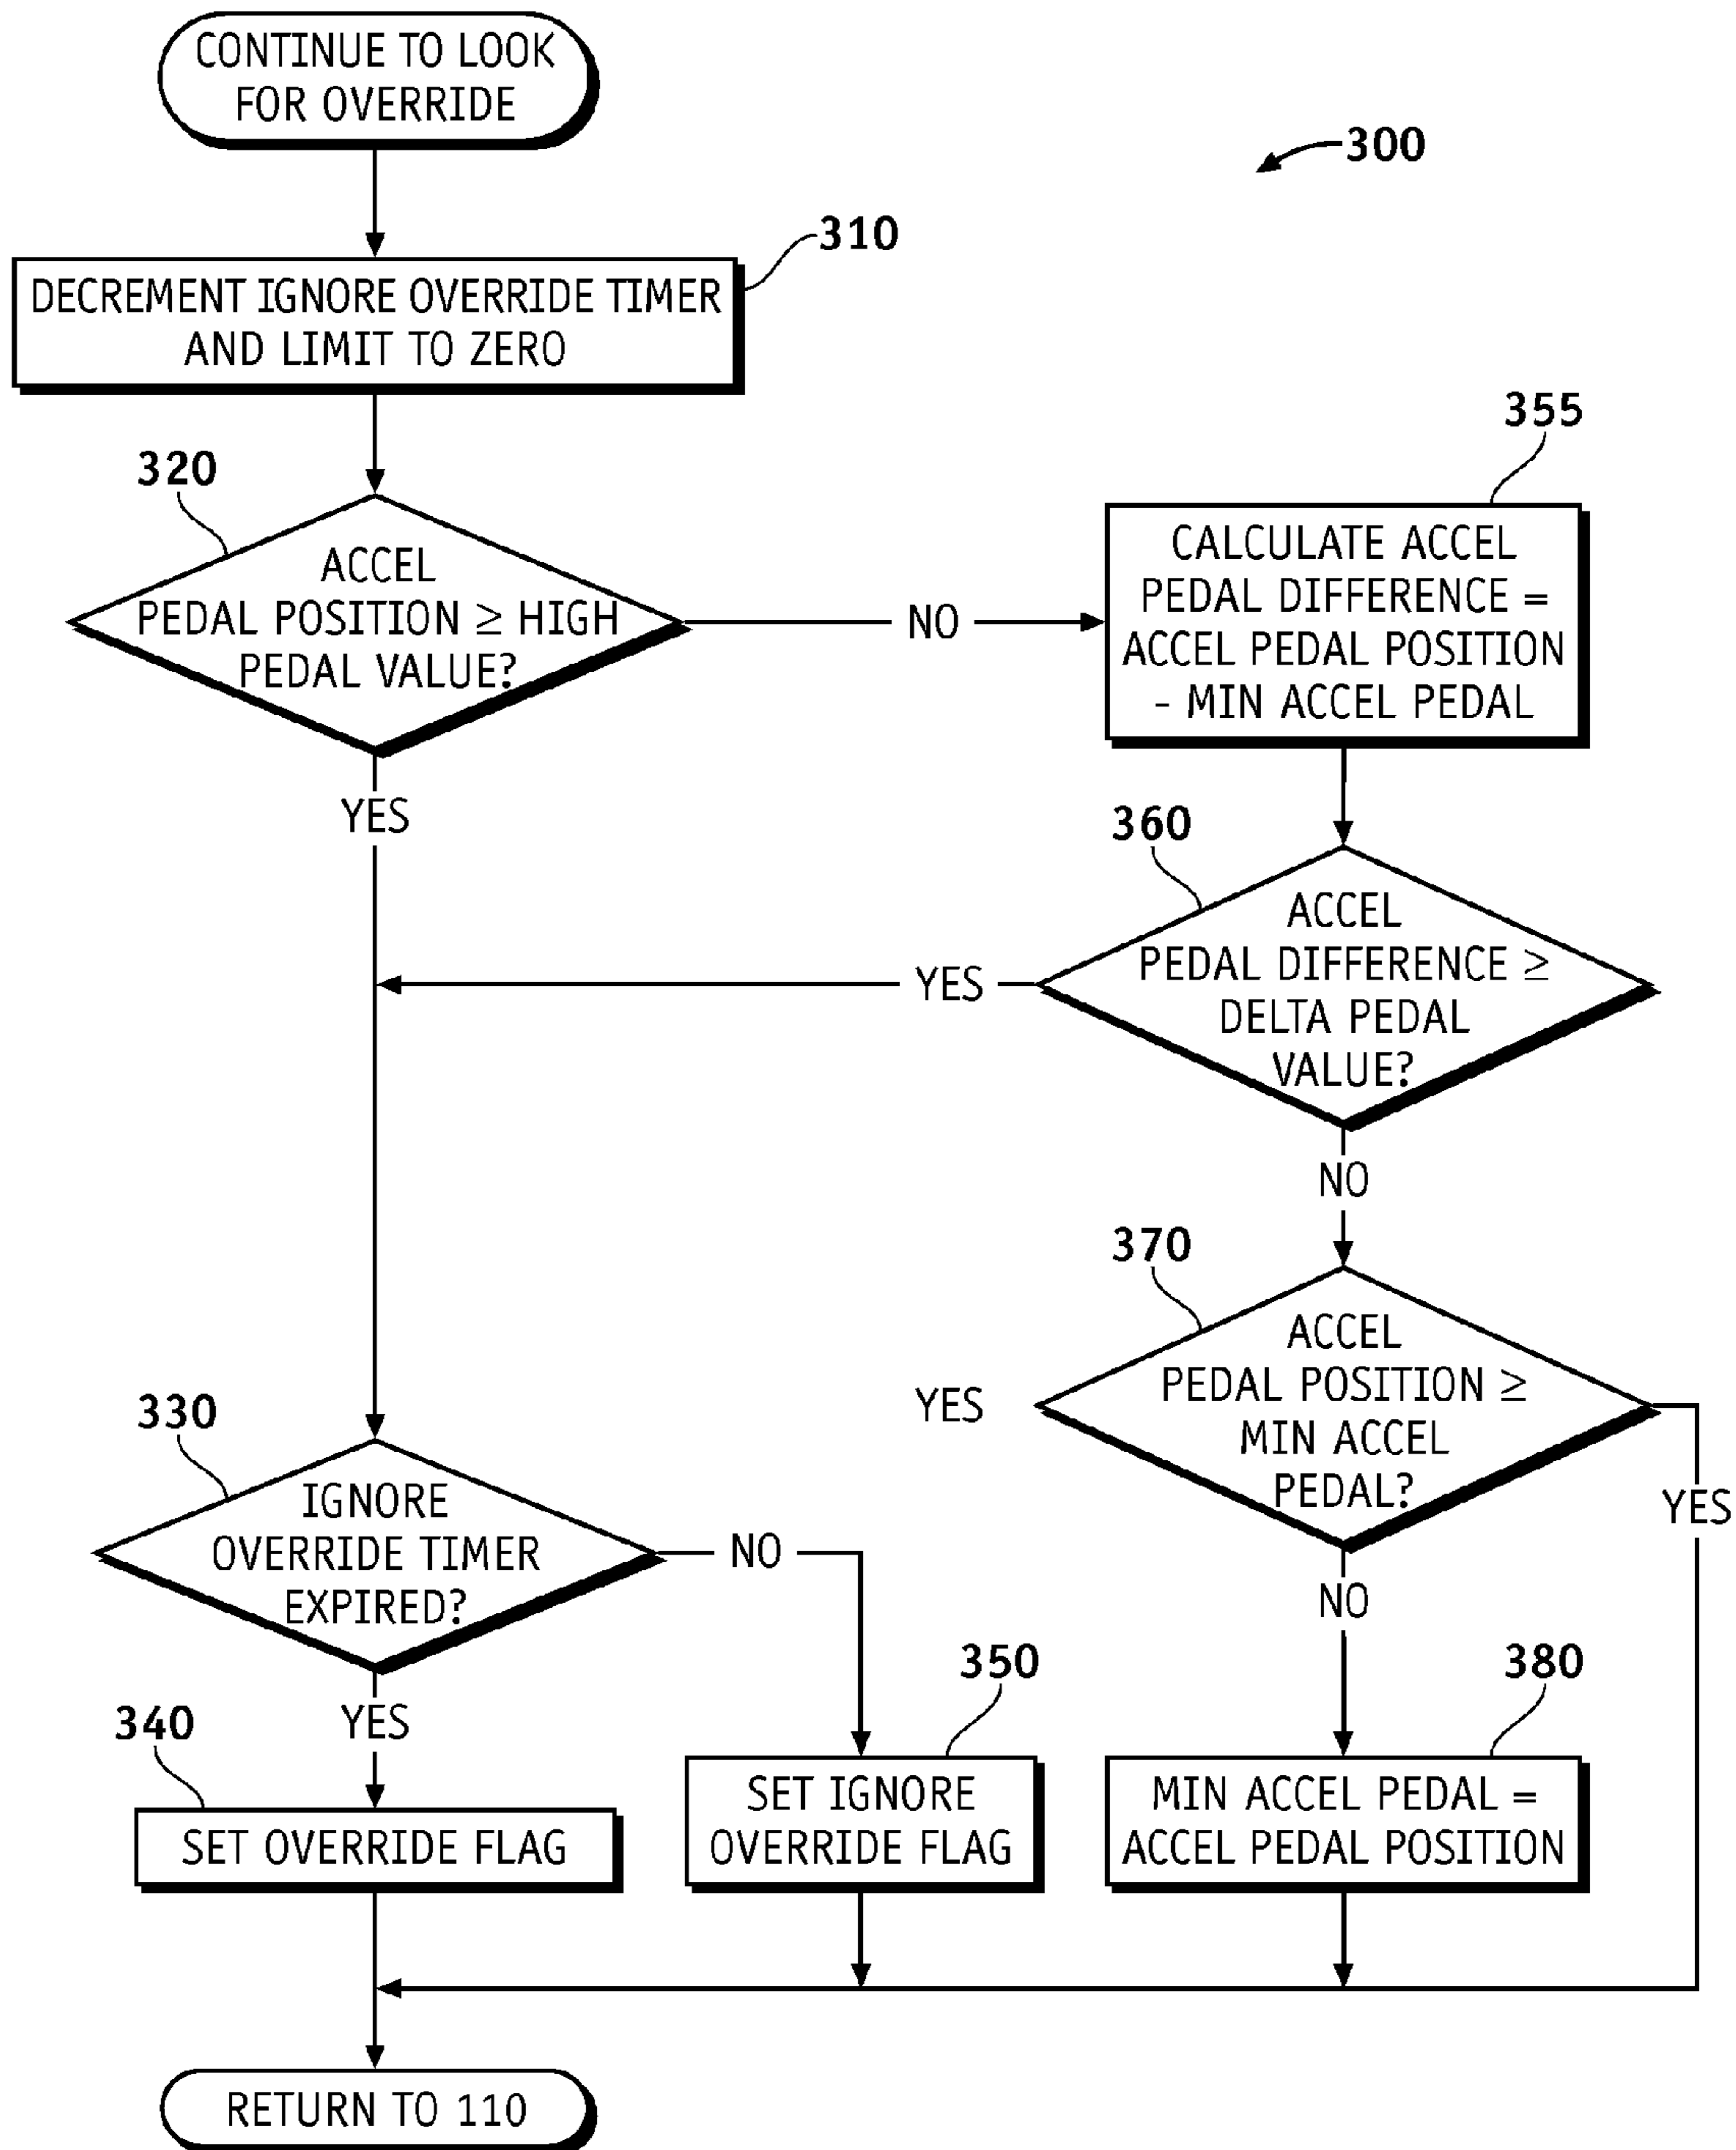 CONTINUE TO LOOK
FOR OVERRIDE
300
310
DECREMENT IGNORE OVERRIDE TIMER
AND LIMIT TO ZERO
320
ACCEL
PEDAL POSITION ≥ HIGH
PEDAL VALUE?
NO
YES
355
CALCULATE ACCEL
PEDAL DIFFERENCE =
ACCEL PEDAL POSITION
- MIN ACCEL PEDAL
360
ACCEL
PEDAL DIFFERENCE ≥
DELTA PEDAL
VALUE?
YES
NO
370
ACCEL
PEDAL POSITION ≥
MIN ACCEL
PEDAL?
YES
YES
NO
330
IGNORE
OVERRIDE TIMER
EXPIRED?
NO
YES
340
SET OVERRIDE FLAG
350
SET IGNORE
OVERRIDE FLAG
380
MIN ACCEL PEDAL =
ACCEL PEDAL POSITION
RETURN TO 110